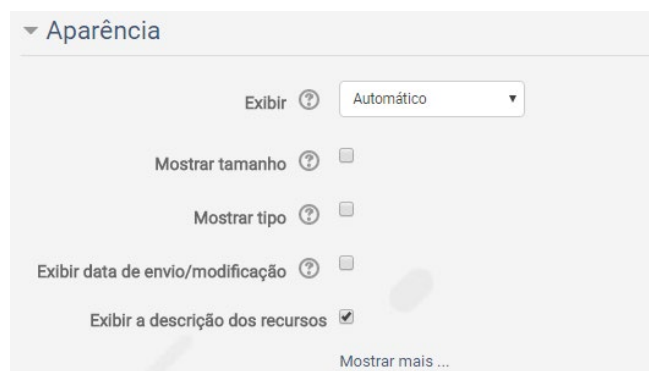 Aparência
Exibir Automático
Mostrar tamanho
Mostrar tipo
Exibir data de envio/modificação
Exibir a descrição dos recursos
Mostrar mais ...